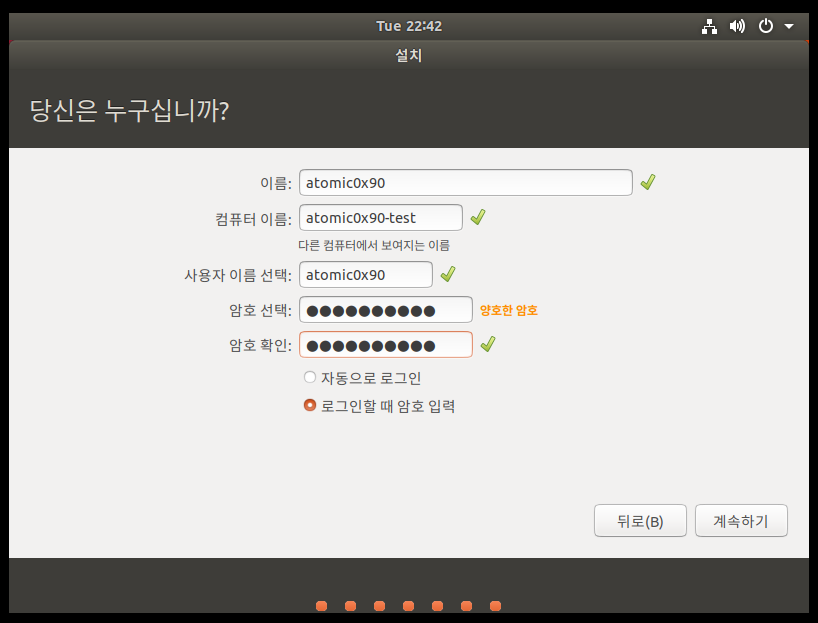 Tue 22:42
설치
당신은 누구십니까?
이름: atomic0x90
컴퓨터 이름: atomic0x90-test
다른 컴퓨터에서 보여지는 이름
사용자 이름 선택: atomic0x90
암호 선택: ●●●●●●●●●● 양호한 암호
암호 확인: ●●●●●●●●●●
자동으로 로그인
로그인할 때 암호 입력
뒤로(B) 계속하기